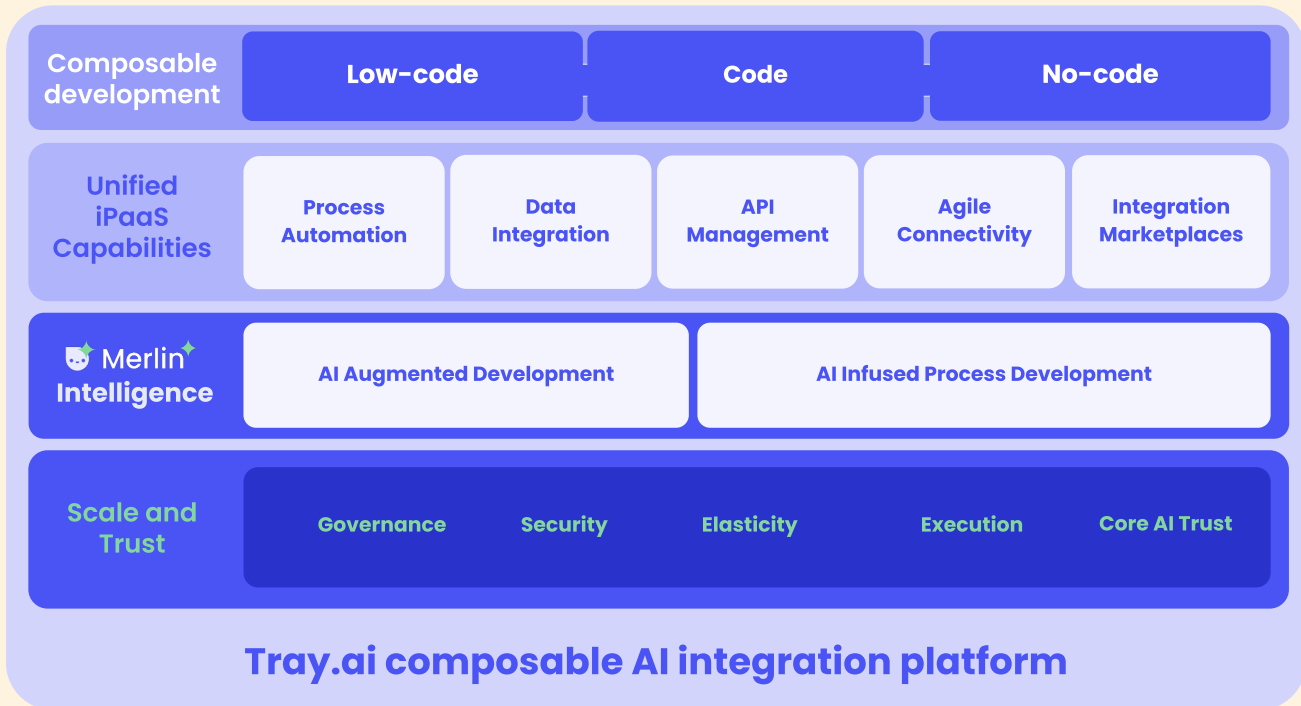 Composable
development
Low-code
Code
No-code
Unified
iPaaS
Capabilities
Process
Automation
Data
Integration
API
Management
Agile
Connectivity
Integration
Marketplaces
Merlin
Intelligence
AI Augmented Development
AI Infused Process Development
Scale and
Trust
Governance
Security
Elasticity
Execution
Core AI Trust
Tray.ai composable AI integration platform